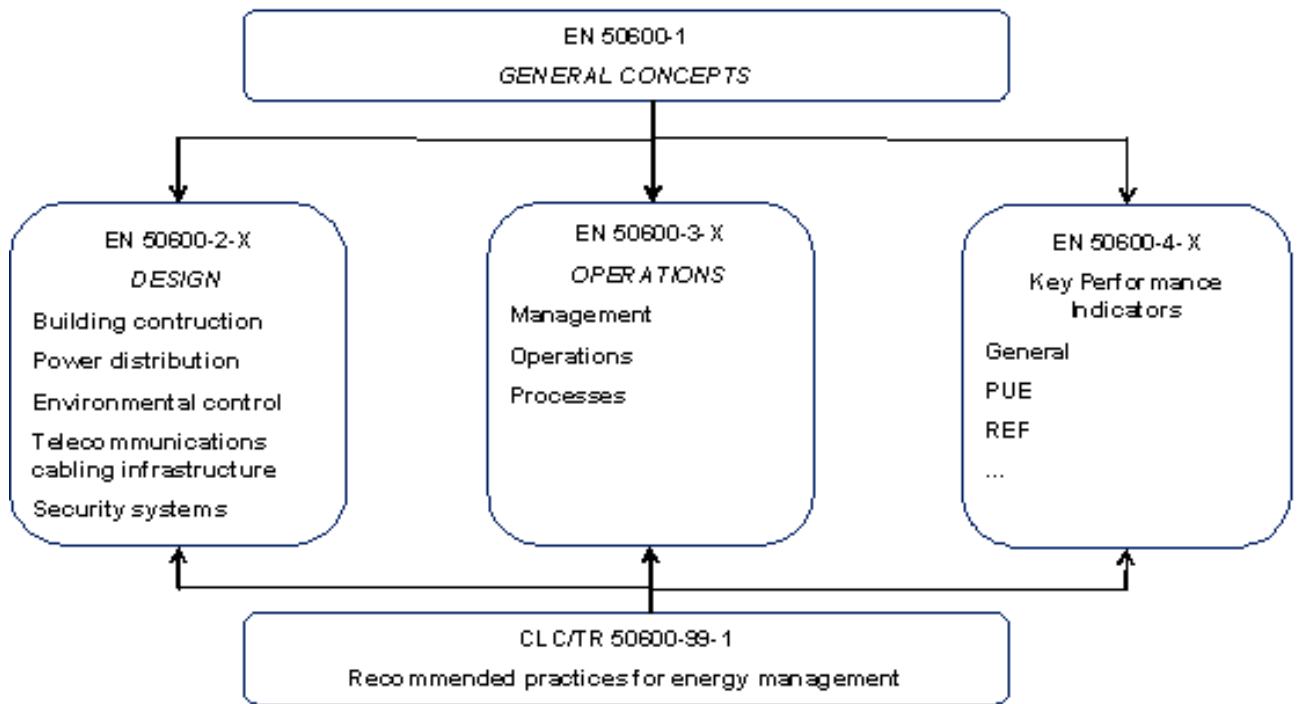 EN 50600-1
GENERAL CONCEPTS
EN 50600-2-X
DESIGN
Building contruction
Power distribution
Environmental control
Telecommunications
cabling infrastructure
Security systems
EN 50600-3-X
OPERATIONS
Management
Operations
Processes
EN 50600-4-X
Key Performance
Indicators
General
PUE
REF
...
CLC/TR 50600-99-1
Recommended practices for energy management